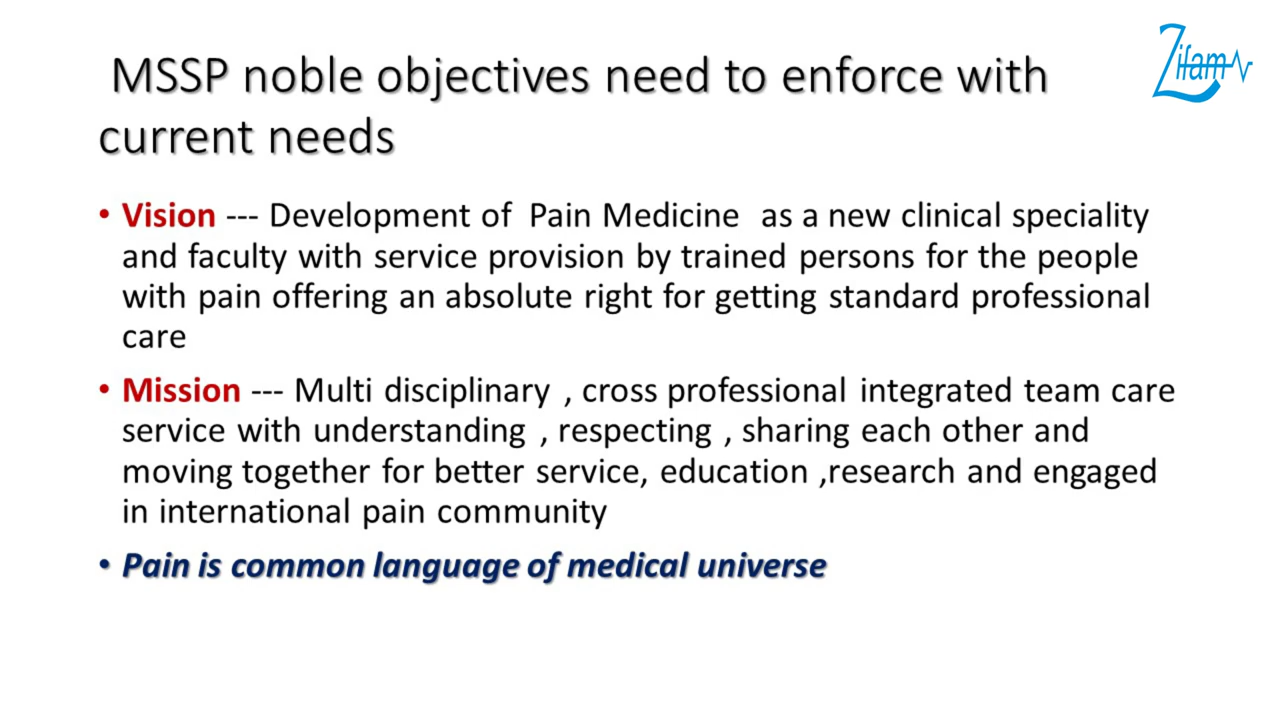 MSSP noble objectives need to enforce with
current needs
Zifam
• Vision --- Development of Pain Medicine as a new clinical speciality
and faculty with service provision by trained persons for the people
with pain offering an absolute right for getting standard professional
care
• Mission --- Multi disciplinary , cross professional integrated team care
service with understanding , respecting , sharing each other and
moving together for better service, education ,research and engaged
in international pain community
• Pain is common language of medical universe